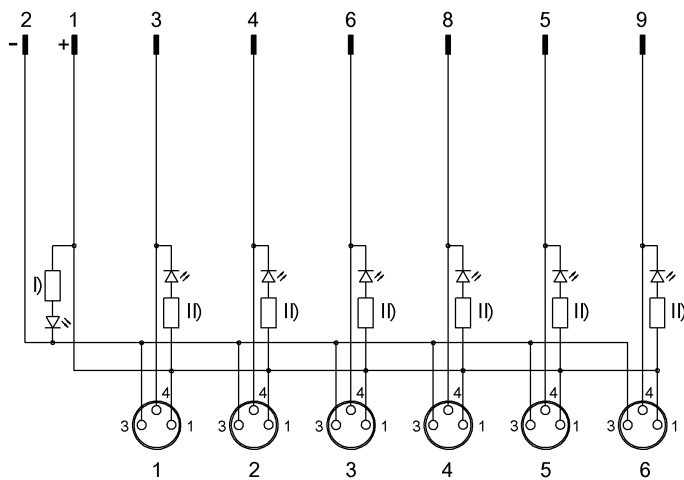 2 1 3 4 6 8 5 9
- +
I) II) II) II) II) II) II)
4 4 4 4 4 4
3 1 3 1 3 1 3 1 3 1 3 1
1 2 3 4 5 6